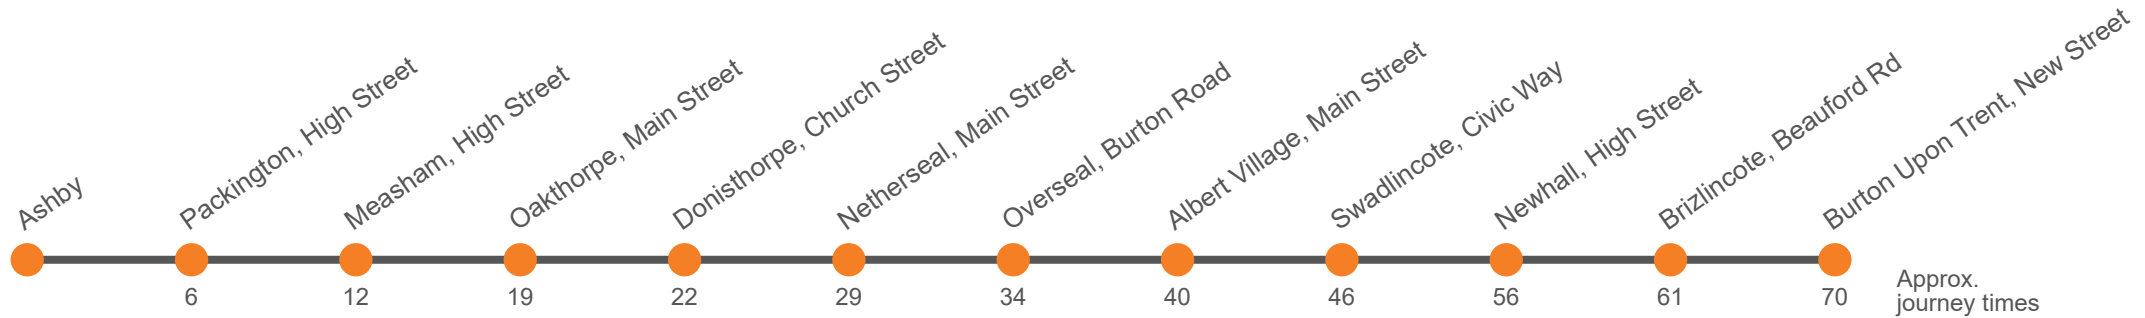 Ashby
Packington, High Street
Measham, High Street
Oakthorpe, Main Street
Donisthorpe, Church Street
Netherseal, Main Street
Overseal, Burton Road
Albert Village, Main Street
Swadlincote, Civic Way
Newhall, High Street
Brizlincote, Beauford Rd
Burton Upon Trent, New Street
6 12 19 22 29 34 40 46 56 61 70
Approx.
journey times